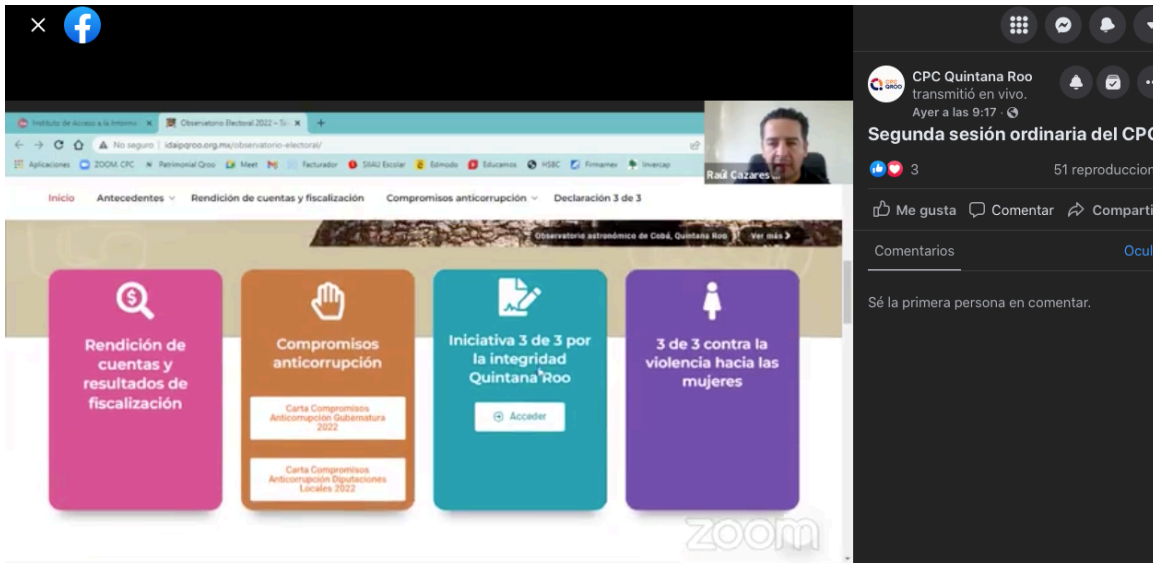 Instituto de Acceso a la Inform
Observatorio Electoral 2022 – Tu
No seguro | idaipqroo.org.mx/observatorio-electoral/
Aplicaciones ZOOM CPC Patrimonial Qroo Meet Facturador SIIAU Escolar Edmodo Educamos HSBC Firmamex Invercap
Raúl Cazares ...
Inicio Antecedentes Rendición de cuentas y fiscalización Compromisos anticorrupción Declaración 3 de 3
Observatorio astronómico de Cobá, Quintana Roo Ver más
Rendición de
cuentas y
resultados de
fiscalización
Compromisos
anticorrupción
Carta Compromisos
Anticorrupción Gubernatura
2022
Carta Compromisos
Anticorrupción Diputaciones
Locales 2022
Iniciativa 3 de 3 por
la integridad
Quintana Roo
Acceder
3 de 3 contra la
violencia hacia las
mujeres
zoom
CPC
QROO
CPC Quintana Roo
transmitió en vivo.
Ayer a las 9:17 ·
Segunda sesión ordinaria del CPC
3 51 reproduccion
Me gusta Comentar Comparti
Comentarios Ocul
Sé la primera persona en comentar.